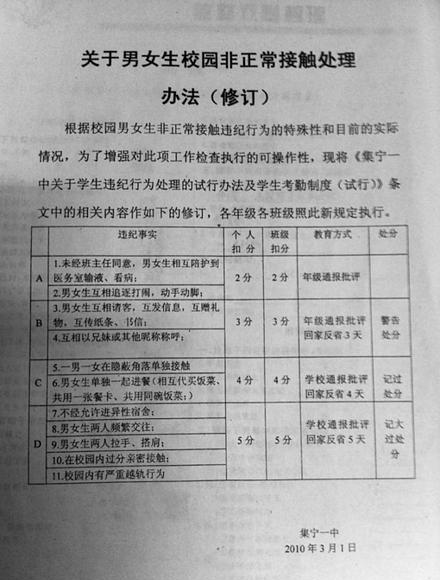 关于男女生校园非正常接触处理
办法（修订）
根据校园男女生非正常接触违纪行为的特殊性和目前的实际
情况，为了增强对此项工作检查执行的可操作性，现将《集宁一
中关于学生违纪行为处理的试行办法及学生考勤制度（试行）》条
文中的相关内容作如下的修订，各年级各班级照此新规定执行。
违纪事实 个人扣分 班级扣分 教育方式 处分
A
1.未经班主任同意，男女生相互陪护到
医务室输液、看病；
2.男女生互相追逐打闹，动手动脚；
2分 2分 年级通报批评
B
3.男女生互相请客，互发信息，互赠礼
物，互传纸条、书信；
4.互相以兄妹或其他昵称称呼；
3分 3分 年级通报批评
回家反省3天
警告
处分
C
5.一男一女在隐蔽角落单独接触
6.男女生单独一起进餐（相互代买饭菜、
共用一张餐卡、共用同碗饭菜；）
4分 4分 学校通报批评
回家反省4天
记过
处分
D
7.不经允许进异性宿舍；
8.男女生两人频繁交往；
9.男女生两人拉手、搭肩；
10.在校园内过分亲密接触；
11.校园内有严重越轨行为
5分 5分 学校通报批评
回家反省5天
记大
过处
分
集宁一中
2010年3月1日